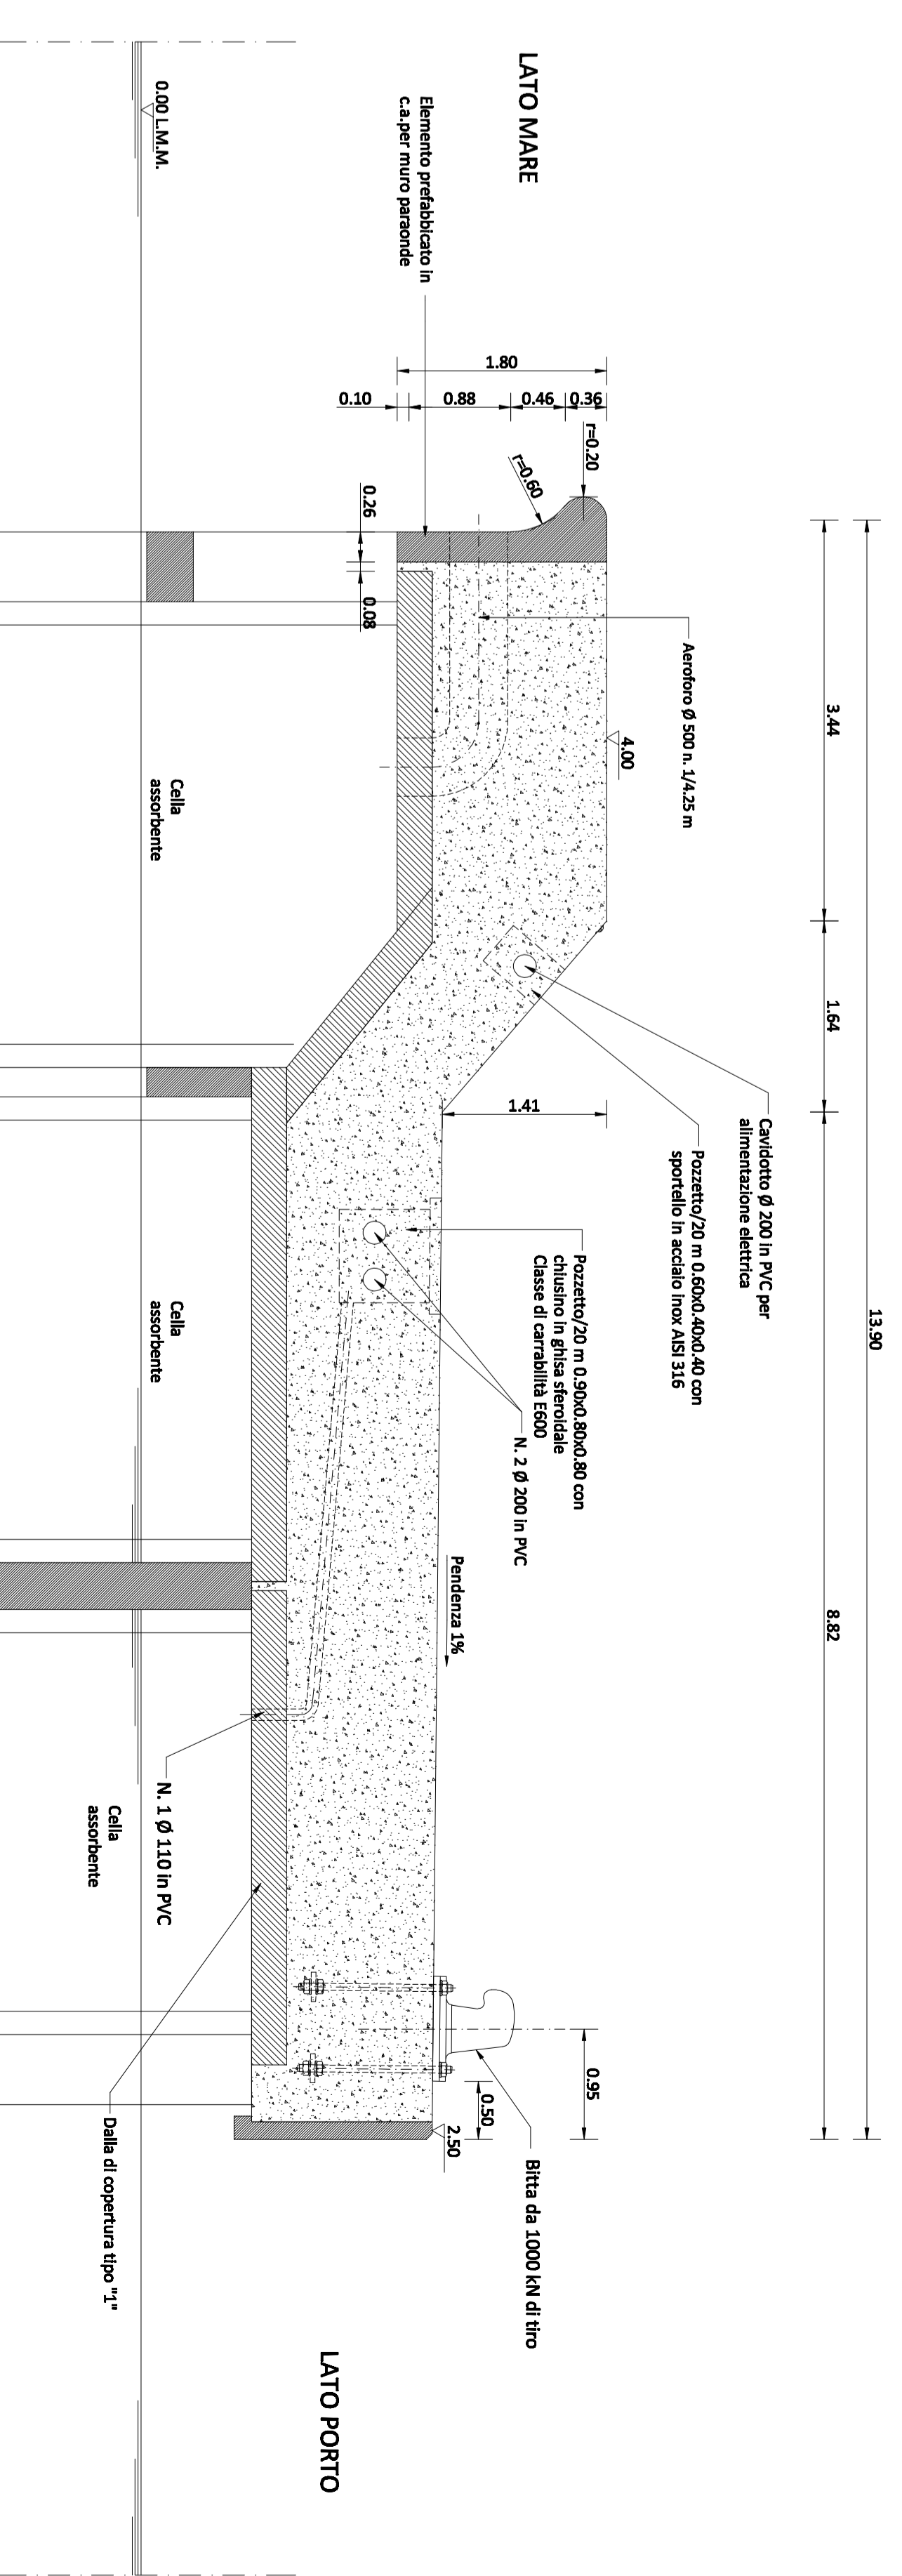 13.90
3.44
1.64
8.82
LATO MARE
Elemento prefabbicato in
c.a.per muro paraonde
0.00 L.M.M.
1.80
0.10
0.88
0.46
0.36
r=0.20
r=0.60
0.26
0.08
Aeroforo Ø 500 n. 1/4.25 m
4.00
Cavidotto Ø 200 in PVC per
alimentazione elettrica
Pozzetto/20 m 0.60x0.40x0.40 con
sportello in acciaio inox AISI 316
1.41
Pozzetto/20 m 0.90x0.80x0.80 con
chiusino in ghisa sferoidale
Classe di carrabilità E600
N. 2 Ø 200 in PVC
Pendenza 1%
Cella
assorbente
Cella
assorbente
Cella
assorbente
N. 1 Ø 110 in PVC
Dalla di copertura tipo "1"
0.95
0.50
2.50
Bitta da 1000 kN di tiro
LATO PORTO